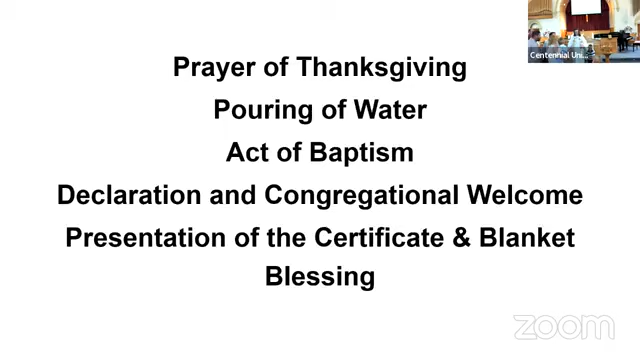 Centennial Uni...
Prayer of Thanksgiving
Pouring of Water
Act of Baptism
Declaration and Congregational Welcome
Presentation of the Certificate & Blanket
Blessing
zoom